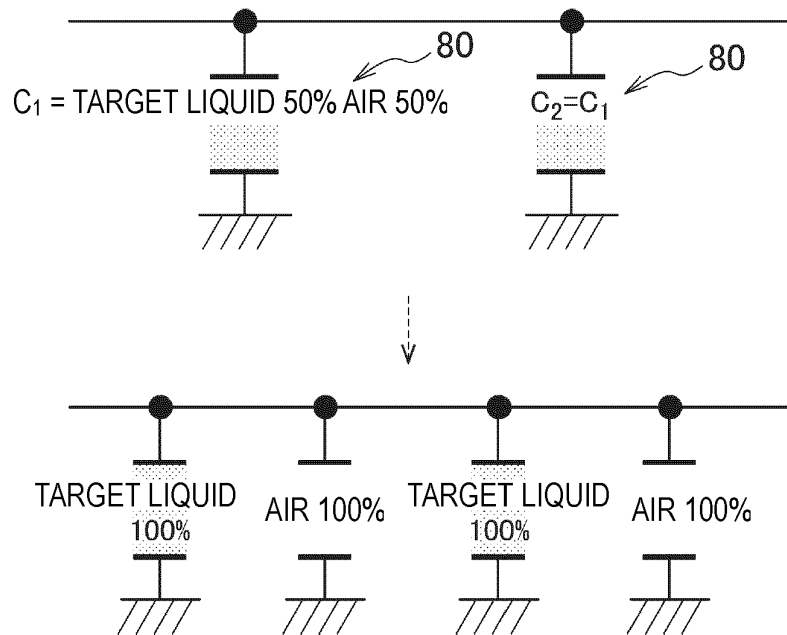 80
80
C₁ = TARGET LIQUID 50% AIR 50%
C₂=C₁
TARGET LIQUID
100%
AIR 100%
TARGET LIQUID
100%
AIR 100%